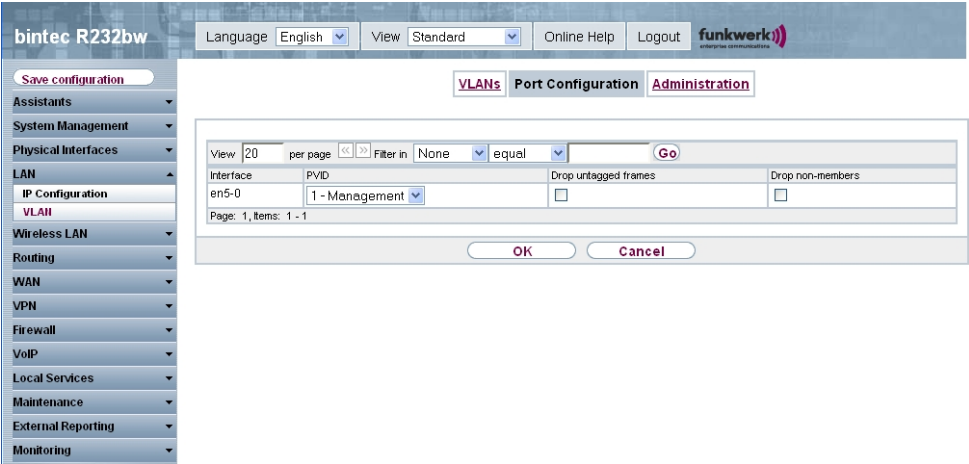 bintec R232bw
Language English View Standard Online Help Logout funkwerk
enterprise communications
Save configuration
Assistants
System Management
Physical Interfaces
LAN
IP Configuration
VLAN
Wireless LAN
Routing
WAN
VPN
Firewall
VoIP
Local Services
Maintenance
External Reporting
Monitoring
VLANs Port Configuration Administration
View 20 per page << >> Filter in None equal Go
Interface PVID Drop untagged frames Drop non-members
en5-0 1 - Management
Page: 1, Items: 1 - 1
OK Cancel